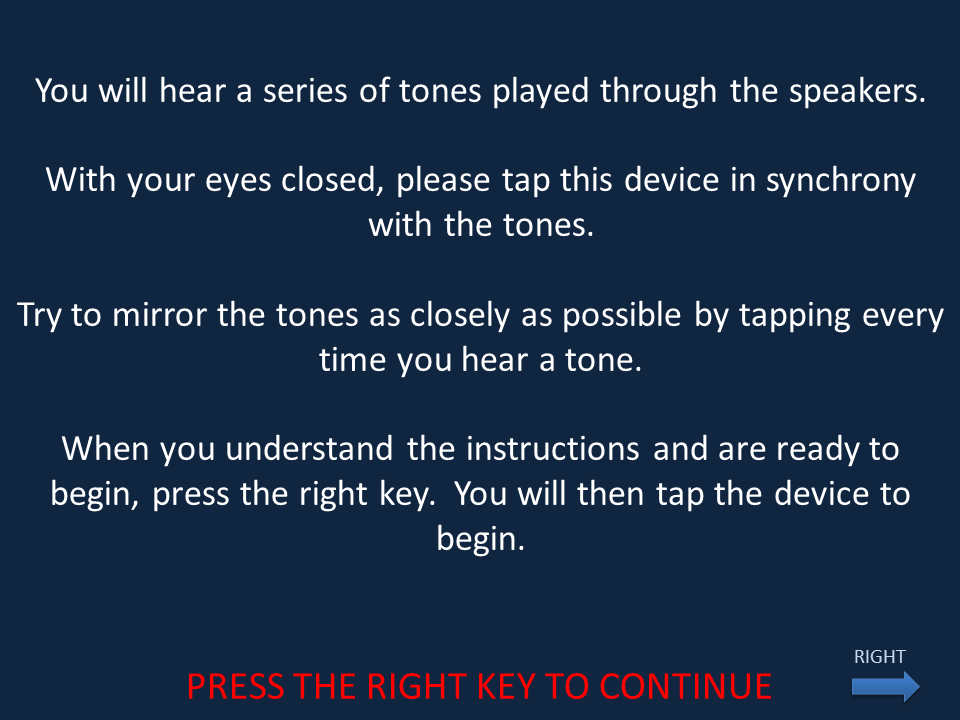 You will hear a series of tones played through the speakers.
With your eyes closed, please tap this device in synchrony
with the tones.
Try to mirror the tones as closely as possible by tapping every
time you hear a tone.
When you understand the instructions and are ready to
begin, press the right key.  You will then tap the device to
begin.
RIGHT
PRESS THE RIGHT KEY TO CONTINUE